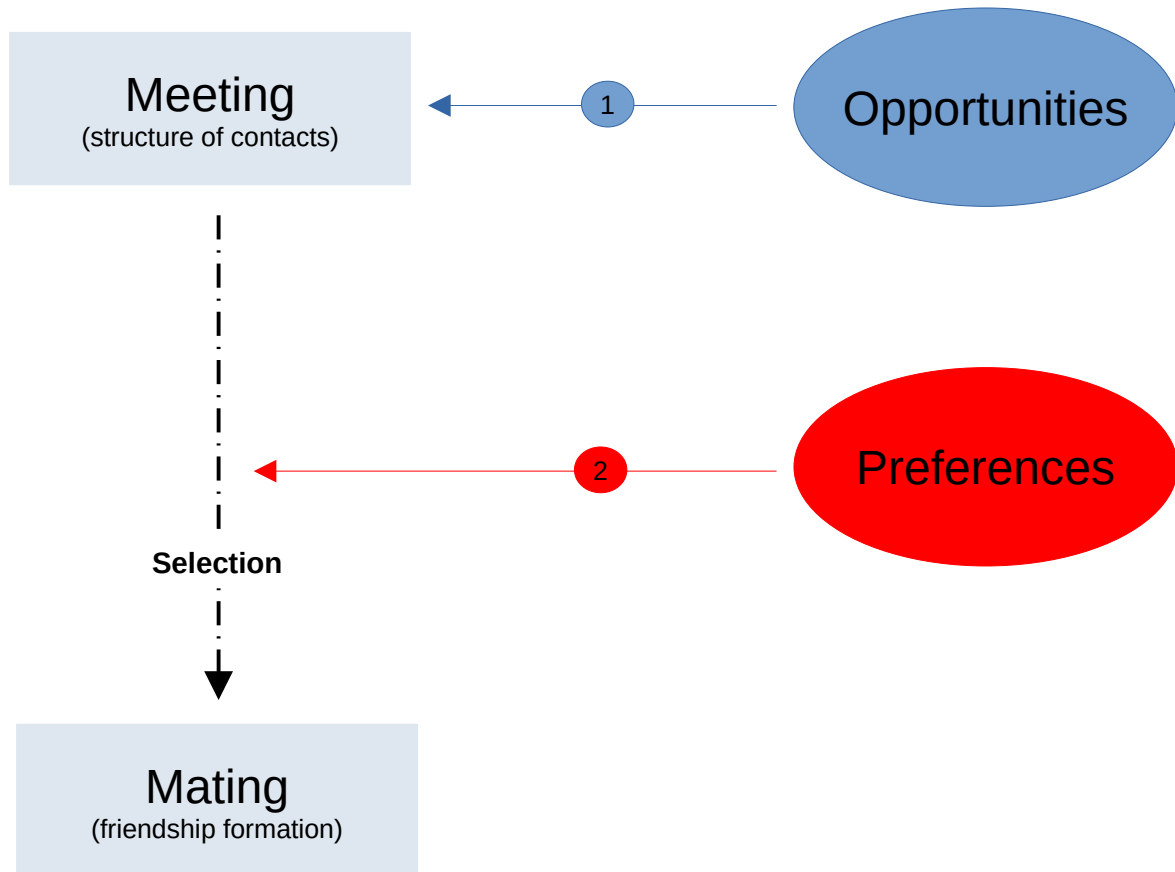 Meeting
(structure of contacts)
1
Opportunities
2
Preferences
Selection
Mating
(friendship formation)